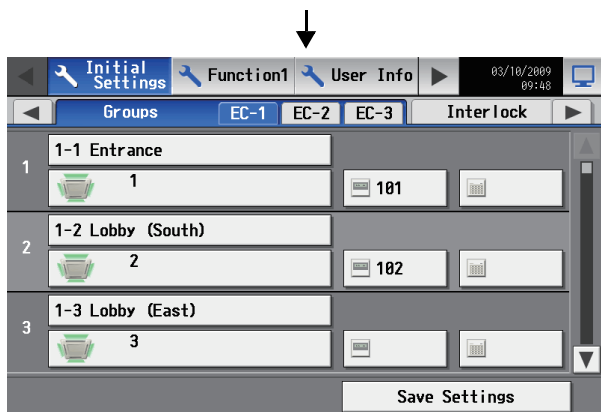 Initial Settings Function1 User Info 03/10/2009 09:48
Groups EC-1 EC-2 EC-3 Interlock
1
1-1 Entrance
1 101
2
1-2 Lobby (South)
2 102
3
1-3 Lobby (East)
3
Save Settings